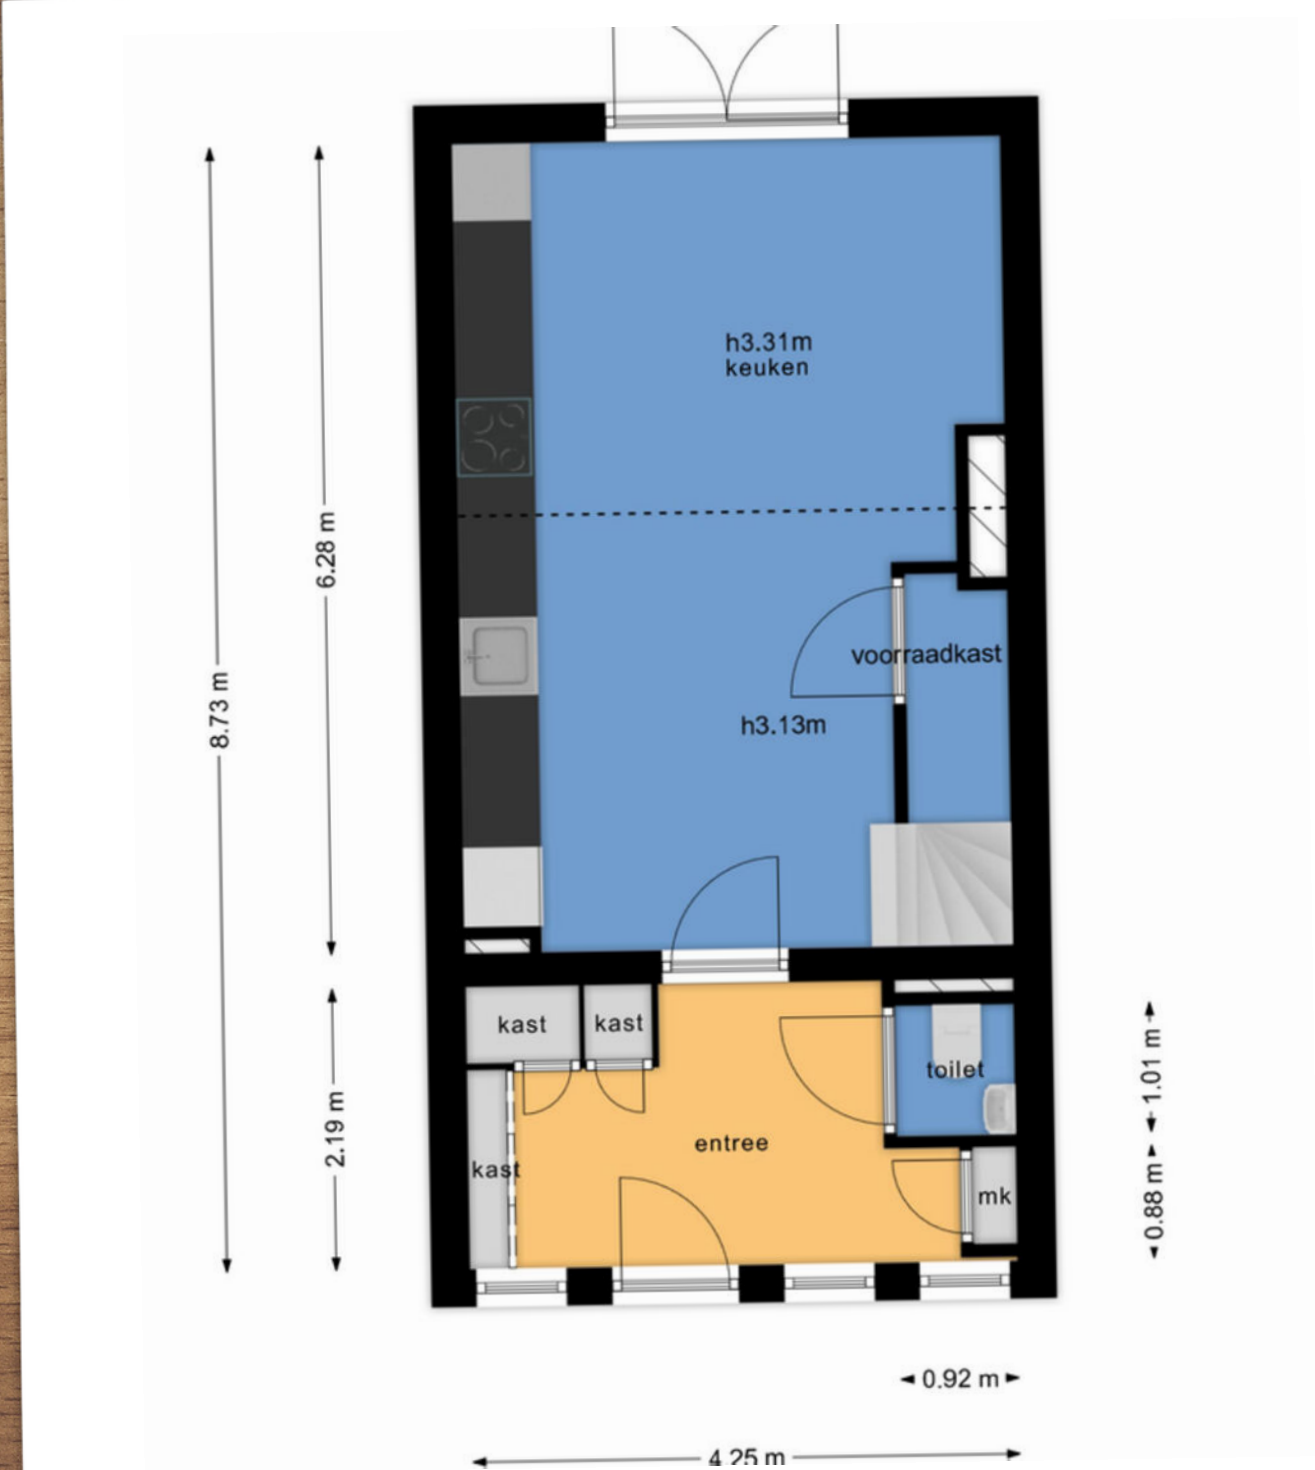 h3.31m
keuken
6.28 m
voorraadkast
8.73 m
h3.13m
kast
kast
toilet
1.01 m
2.19 m
entree
kast
mk
0.88 m
0.92 m
4.25 m